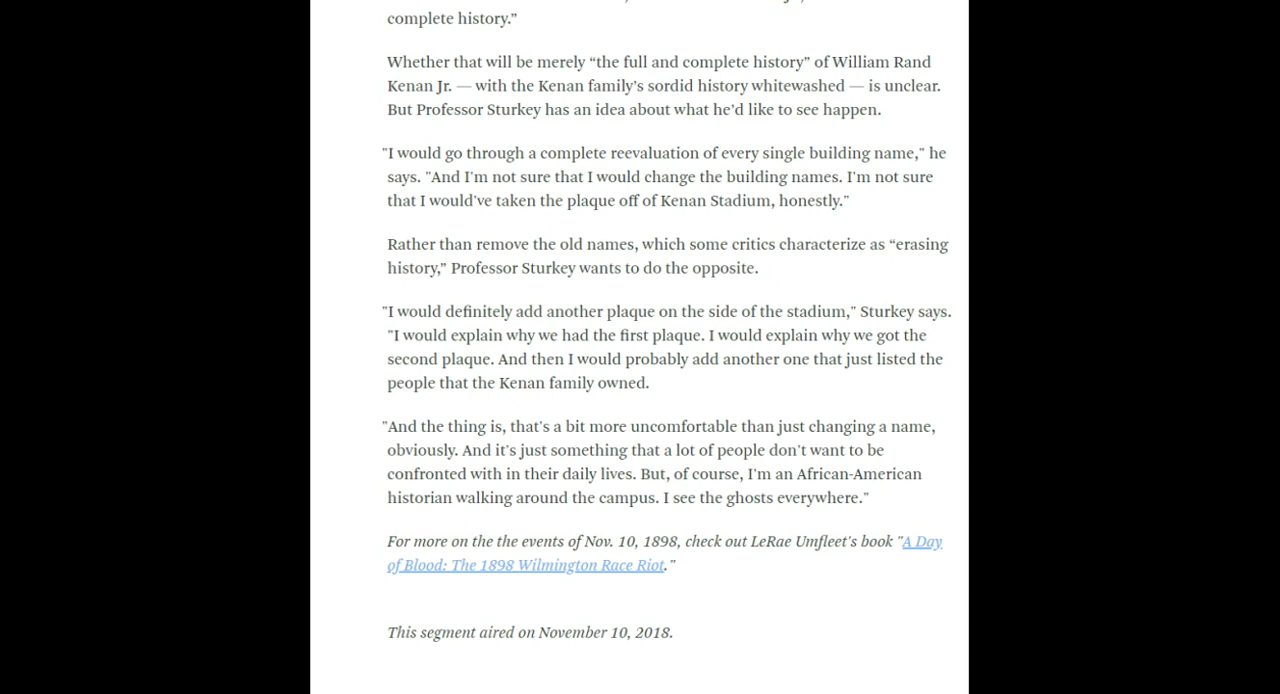 complete history.”
Whether that will be merely “the full and complete history” of William Rand
Kenan Jr. — with the Kenan family’s sordid history whitewashed — is unclear.
But Professor Sturkey has an idea about what he’d like to see happen.
"I would go through a complete reevaluation of every single building name," he
says. "And I'm not sure that I would change the building names. I'm not sure
that I would've taken the plaque off of Kenan Stadium, honestly."
Rather than remove the old names, which some critics characterize as “erasing
history,” Professor Sturkey wants to do the opposite.
"I would definitely add another plaque on the side of the stadium," Sturkey says.
"I would explain why we had the first plaque. I would explain why we got the
second plaque. And then I would probably add another one that just listed the
people that the Kenan family owned.
"And the thing is, that's a bit more uncomfortable than just changing a name,
obviously. And it's just something that a lot of people don't want to be
confronted with in their daily lives. But, of course, I'm an African-American
historian walking around the campus. I see the ghosts everywhere."
For more on the the events of Nov. 10, 1898, check out LeRae Umfleet's book "A Day
of Blood: The 1898 Wilmington Race Riot."
This segment aired on November 10, 2018.